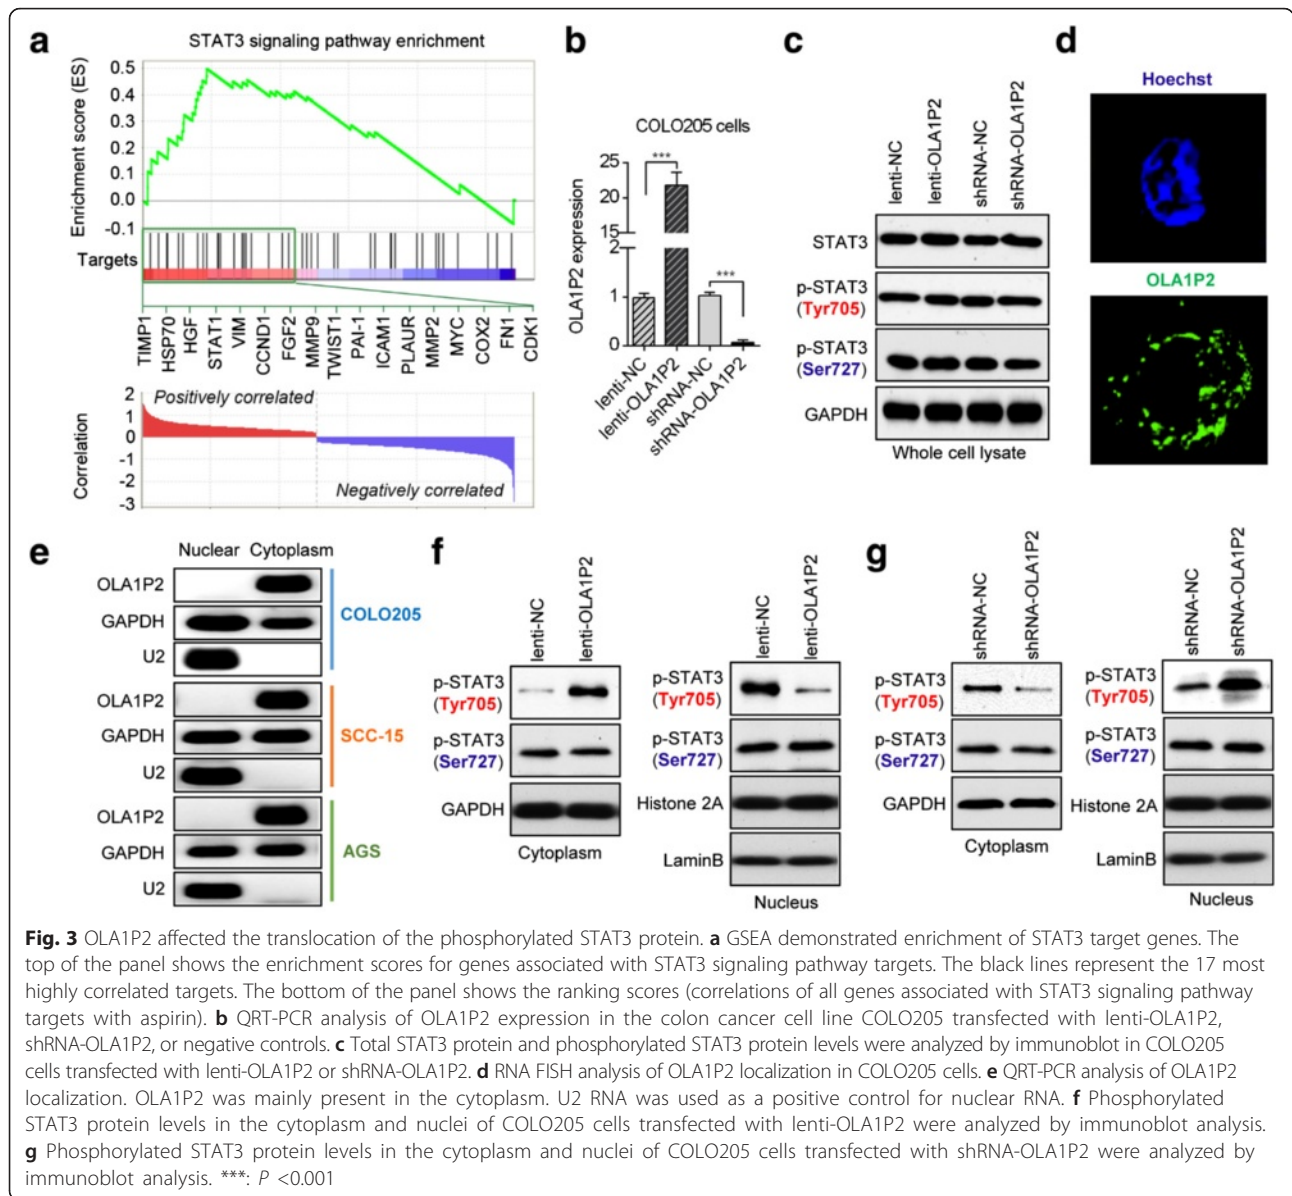 a
STAT3 signaling pathway enrichment
Enrichment score (ES)
0.5
0.4
0.3
0.2
0.1
0.0
-0.1
Targets
TIMP1
HSP70
HGF
STAT1
VIM
CCND1
FGF2
MMP9
TWIST1
PAI-1
ICAM1
PLAUR
MMP2
MYC
COX2
FN1
CDK1
Correlation
2
1
0
-1
-2
-3
Positively correlated
Negatively correlated
b
COLO205 cells
OLA1P2 expression
25
20
15
2
1
0
***
***
lenti-NC
lenti-OLA1P2
shRNA-NC
shRNA-OLA1P2
c
lenti-NC
lenti-OLA1P2
shRNA-NC
shRNA-OLA1P2
STAT3
p-STAT3
(Tyr705)
p-STAT3
(Ser727)
GAPDH
Whole cell lysate
d
Hoechst
OLA1P2
e
Nuclear Cytoplasm
OLA1P2
GAPDH
U2
COLO205
OLA1P2
GAPDH
U2
SCC-15
OLA1P2
GAPDH
U2
AGS
f
lenti-NC
lenti-OLA1P2
p-STAT3
(Tyr705)
p-STAT3
(Ser727)
GAPDH
Cytoplasm
lenti-NC
lenti-OLA1P2
p-STAT3
(Tyr705)
p-STAT3
(Ser727)
Histone 2A
LaminB
Nucleus
g
shRNA-NC
shRNA-OLA1P2
p-STAT3
(Tyr705)
p-STAT3
(Ser727)
GAPDH
Cytoplasm
shRNA-NC
shRNA-OLA1P2
p-STAT3
(Tyr705)
p-STAT3
(Ser727)
Histone 2A
LaminB
Nucleus
Fig. 3 OLA1P2 affected the translocation of the phosphorylated STAT3 protein. a GSEA demonstrated enrichment of STAT3 target genes. The
top of the panel shows the enrichment scores for genes associated with STAT3 signaling pathway targets. The black lines represent the 17 most
highly correlated targets. The bottom of the panel shows the ranking scores (correlations of all genes associated with STAT3 signaling pathway
targets with aspirin). b QRT-PCR analysis of OLA1P2 expression in the colon cancer cell line COLO205 transfected with lenti-OLA1P2,
shRNA-OLA1P2, or negative controls. c Total STAT3 protein and phosphorylated STAT3 protein levels were analyzed by immunoblot in COLO205
cells transfected with lenti-OLA1P2 or shRNA-OLA1P2. d RNA FISH analysis of OLA1P2 localization in COLO205 cells. e QRT-PCR analysis of OLA1P2
localization. OLA1P2 was mainly present in the cytoplasm. U2 RNA was used as a positive control for nuclear RNA. f Phosphorylated
STAT3 protein levels in the cytoplasm and nuclei of COLO205 cells transfected with lenti-OLA1P2 were analyzed by immunoblot analysis.
g Phosphorylated STAT3 protein levels in the cytoplasm and nuclei of COLO205 cells transfected with shRNA-OLA1P2 were analyzed by
immunoblot analysis. ***: P <0.001